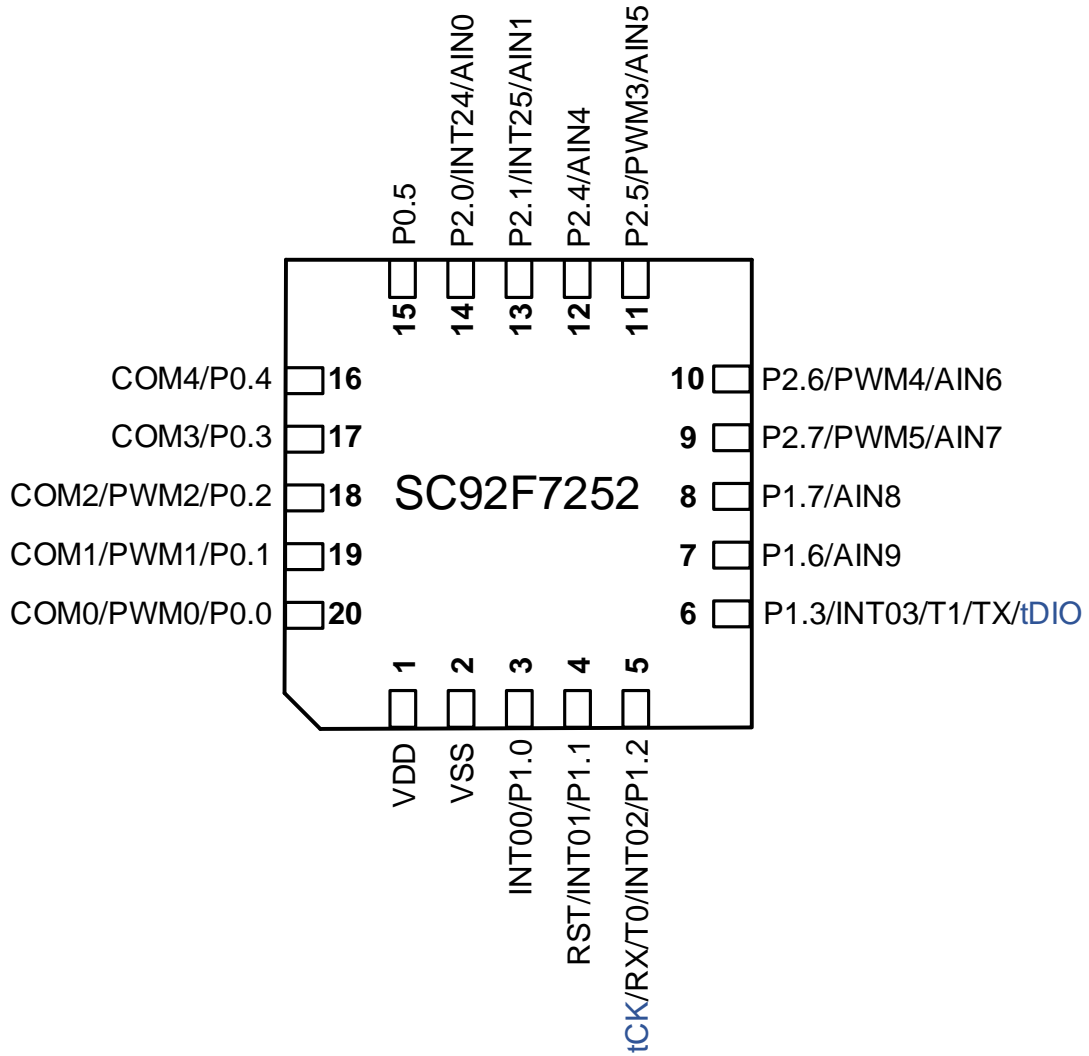 P0.5
P2.0/INT24/AIN0
P2.1/INT25/AIN1
P2.4/AIN4
P2.5/PWM3/AIN5
15
14
13
12
11
COM4/P0.4
16
10
P2.6/PWM4/AIN6
COM3/P0.3
17
9
P2.7/PWM5/AIN7
COM2/PWM2/P0.2
18
SC92F7252
8
P1.7/AIN8
COM1/PWM1/P0.1
19
7
P1.6/AIN9
COM0/PWM0/P0.0
20
6
P1.3/INT03/T1/TX/tDIO
1
2
3
4
5
VDD
VSS
INT00/P1.0
RST/INT01/P1.1
tCK/RX/T0/INT02/P1.2